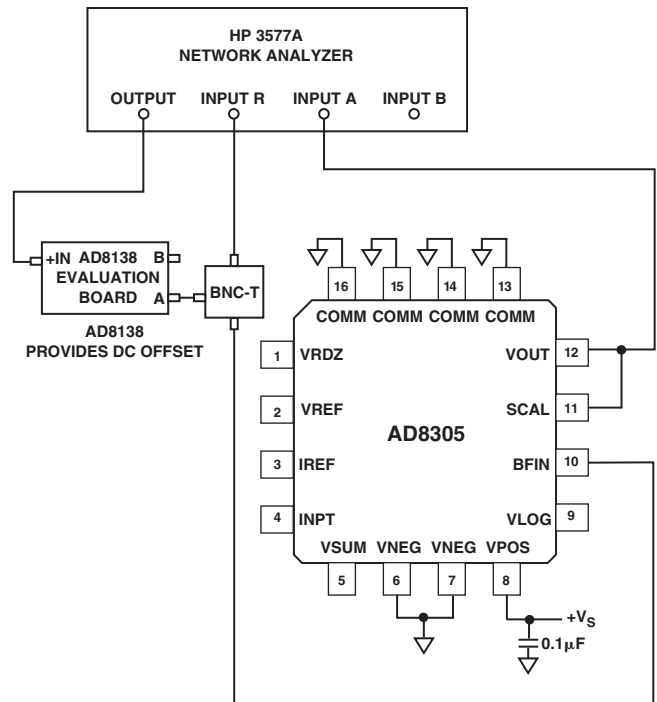 HP 3577A
NETWORK ANALYZER
OUTPUT INPUT R INPUT A INPUT B
+IN AD8138 B
EVALUATION
BOARD A
BNC-T
AD8138
PROVIDES DC OFFSET
16 15 14 13
COMM COMM COMM COMM
1 VRDZ VOUT 12
2 VREF SCAL 11
AD8305
3 IREF BFIN 10
4 INPT VLOG 9
VSUM VNEG VNEG VPOS
5 6 7 8
+VS
0.1μF